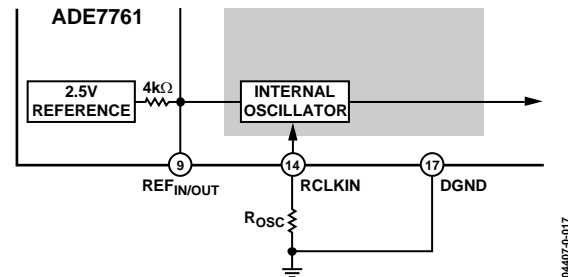 ADE7761
2.5V
REFERENCE
4kΩ
INTERNAL
OSCILLATOR
9
14
17
REFIN/OUT
RCLKIN
DGND
ROSC
04407-0-017